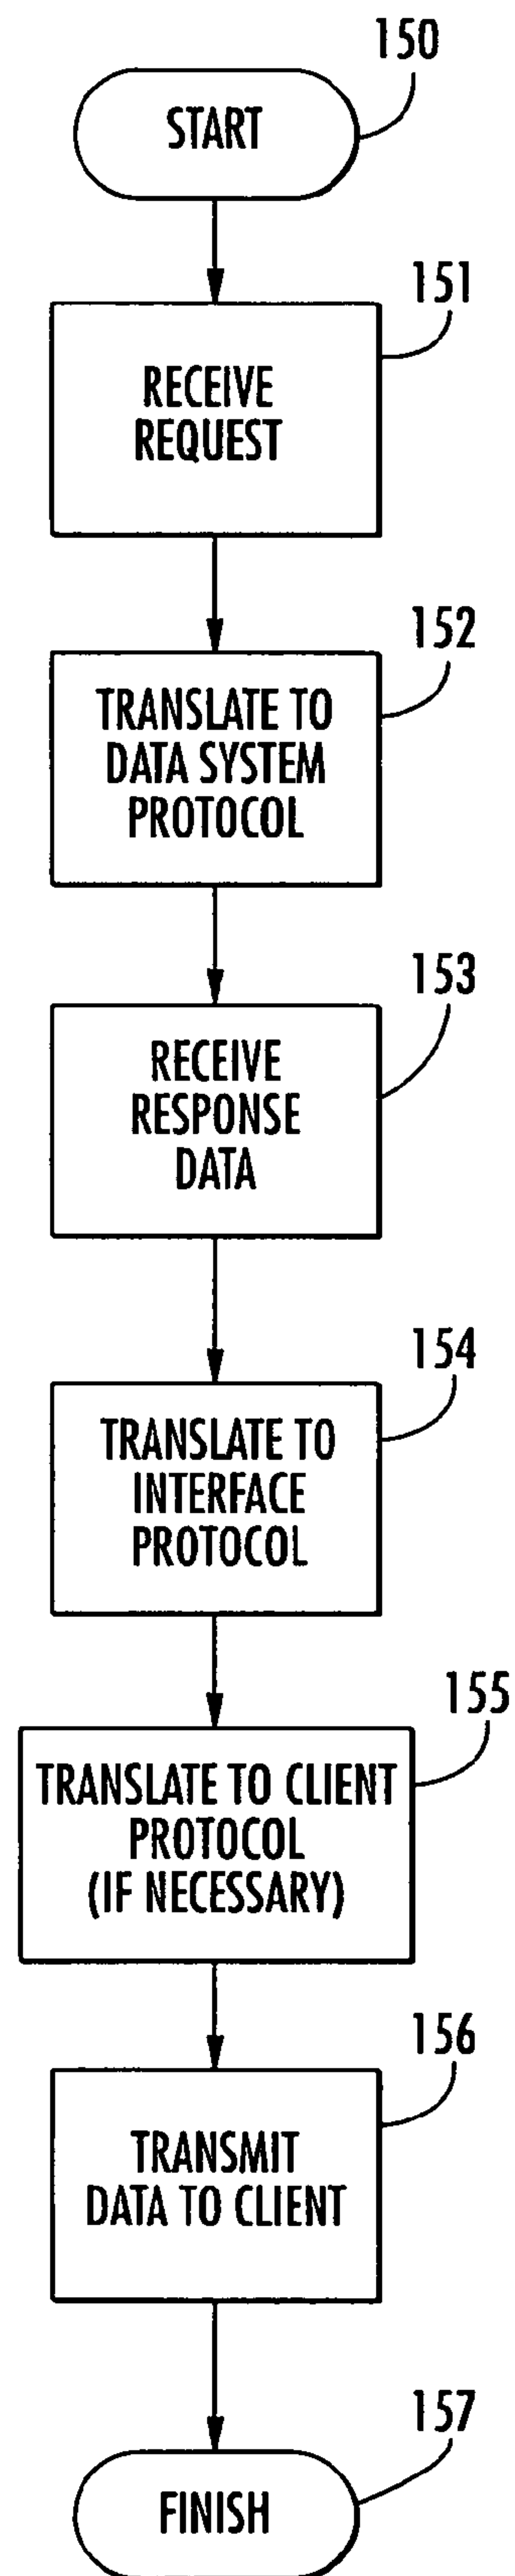 150
START
151
RECEIVE
REQUEST
152
TRANSLATE TO
DATA SYSTEM
PROTOCOL
153
RECEIVE
RESPONSE
DATA
154
TRANSLATE TO
INTERFACE
PROTOCOL
155
TRANSLATE TO CLIENT
PROTOCOL
(IF NECESSARY)
156
TRANSMIT
DATA TO CLIENT
157
FINISH